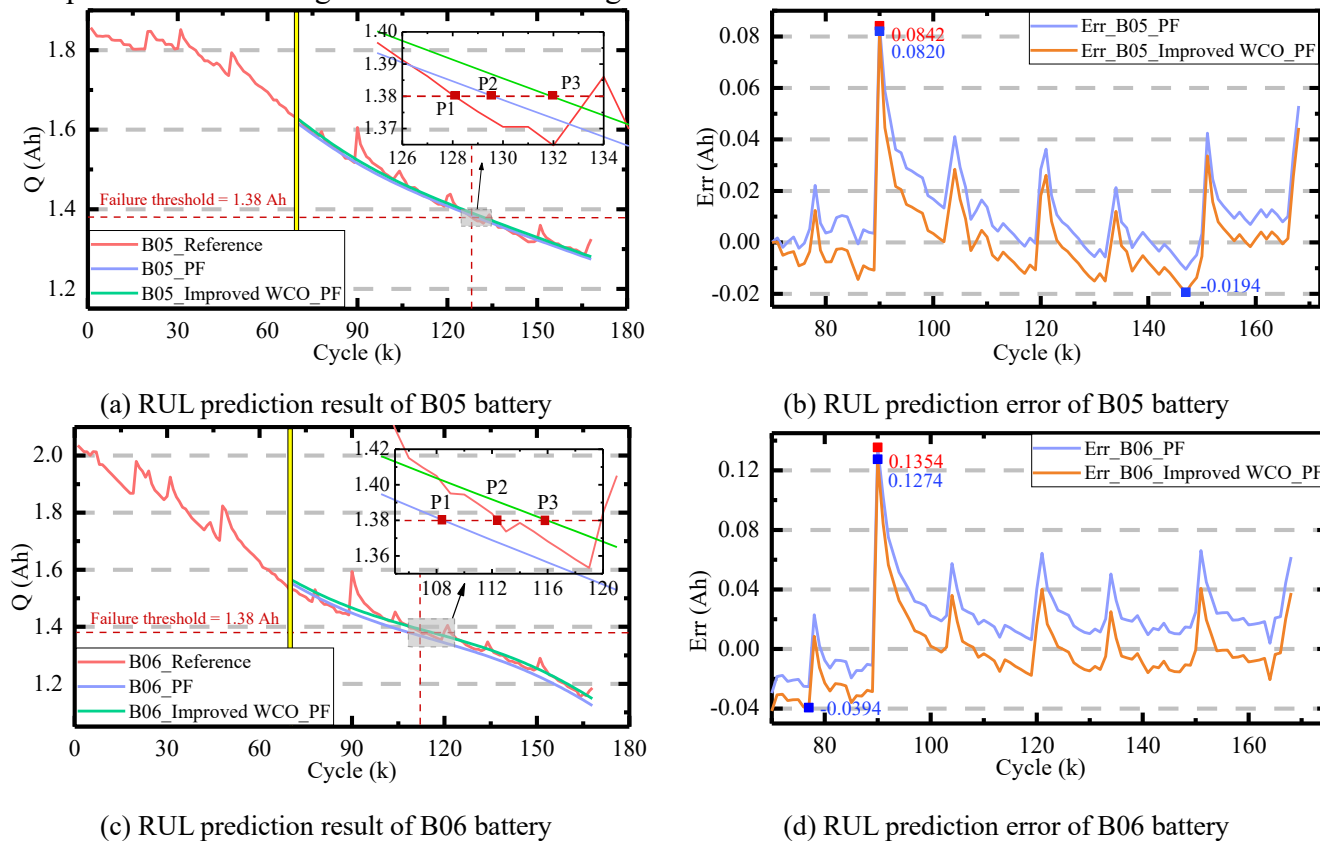 1.8
1.6
1.4
1.2
Q (Ah)
0 30 60 90 120 150 180
Cycle (k)
Failure threshold = 1.38 Ah
B05_Reference
B05_PF
B05_Improved WCO_PF
1.40
1.39
1.38
1.37
126 128 130 132 134
P1
P2
P3
(a) RUL prediction result of B05 battery
0.08
0.06
0.04
0.02
0.00
-0.02
Err (Ah)
80 100 120 140 160
Cycle (k)
Err_B05_PF
Err_B05_Improved WCO_PF
0.0842
0.0820
-0.0194
(b) RUL prediction error of B05 battery
2.0
1.8
1.6
1.4
1.2
Q (Ah)
0 30 60 90 120 150 180
Cycle (k)
Failure threshold = 1.38 Ah
B06_Reference
B06_PF
B06_Improved WCO_PF
1.42
1.40
1.38
1.36
108 112 116 120
P1
P2
P3
(c) RUL prediction result of B06 battery
0.12
0.08
0.04
0.00
-0.04
Err (Ah)
80 100 120 140 160
Cycle (k)
Err_B06_PF
Err_B06_Improved WCO_PF
0.1354
0.1274
-0.0394
(d) RUL prediction error of B06 battery